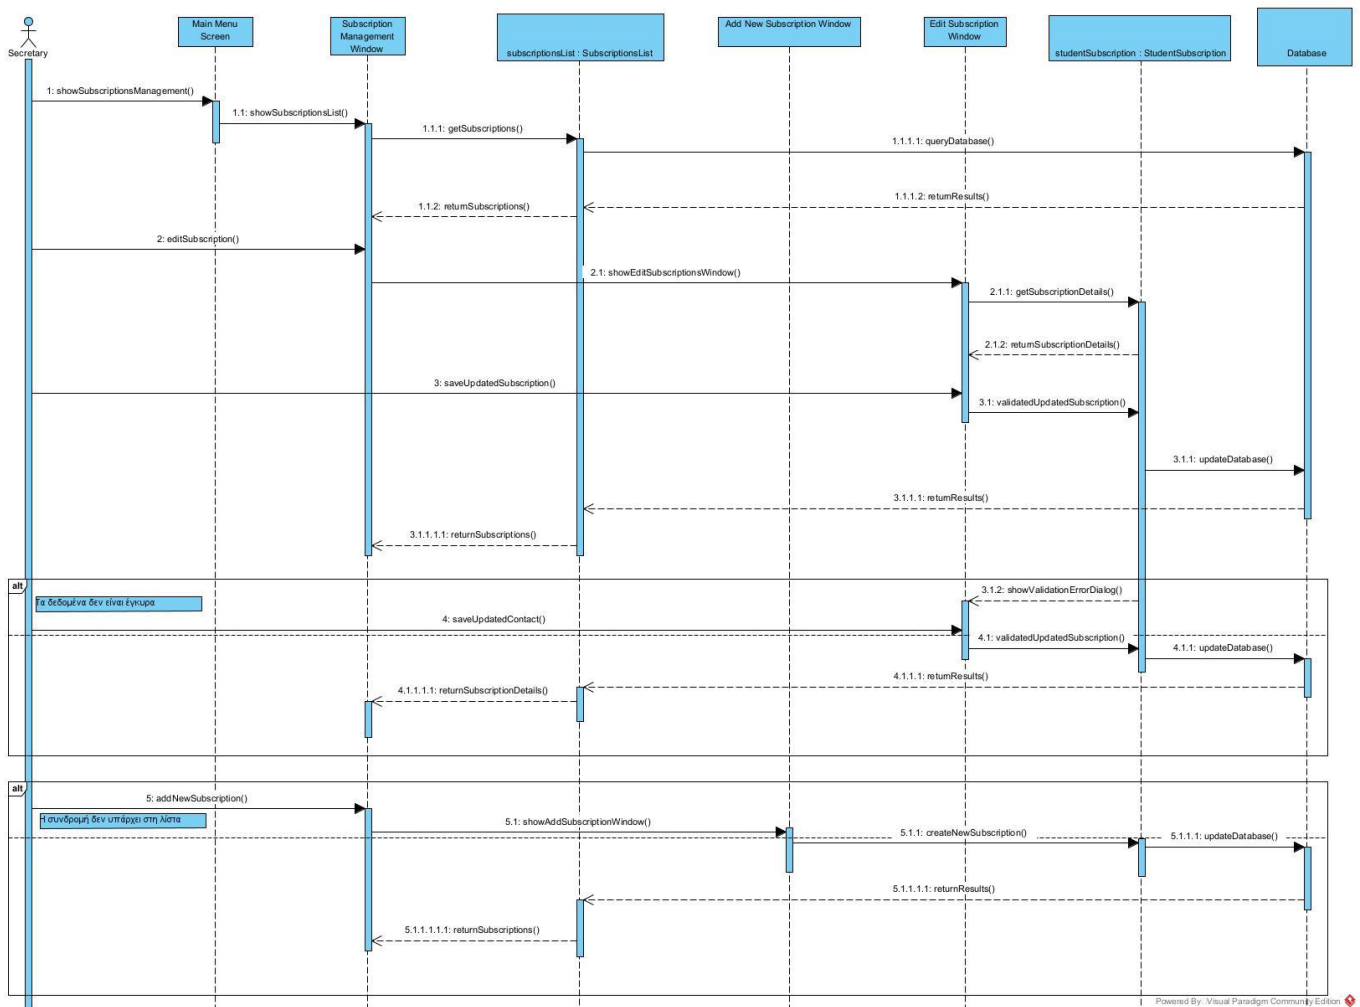 Secretary
Main Menu
Screen
Subscription
Management
Window
subscriptionsList : SubscriptionsList
Add New Subscription Window
Edit Subscription
Window
studentSubscription : StudentSubscription
Database
1: showSubscriptionsManagement()
1.1: showSubscriptionsList()
1.1.1: getSubscriptions()
1.1.1.1: queryDatabase()
1.1.1.2: returnResults()
1.1.2: returnSubscriptions()
2: editSubscription()
2.1: showEditSubscriptionsWindow()
2.1.1: getSubscriptionDetails()
2.1.2: returnSubscriptionDetails()
3: saveUpdatedSubscription()
3.1: validatedUpdatedSubscription()
3.1.1: updateDatabase()
3.1.1.1: returnResults()
3.1.1.1.1: returnSubscriptions()
alt
3.1.2: showValidationErrorDialog()
Τα δεδομένα δεν είναι έγκυρα
4: saveUpdatedContact()
4.1: validatedUpdatedSubscription()
4.1.1: updateDatabase()
4.1.1.1: returnResults()
4.1.1.1.1: returnSubscriptionDetails()
alt
5: addNewSubscription()
Η συνδρομή δεν υπάρχει στη λίστα
5.1: showAddSubscriptionWindow()
5.1.1: createNewSubscription()
5.1.1.1: updateDatabase()
5.1.1.1.1: returnResults()
5.1.1.1.1.1: returnSubscriptions()
Powered By Visual Paradigm Community Edition